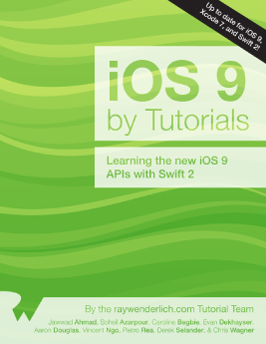 Up to date for iOS 9,
Xcode 7, and Swift 2!
iOS 9
by Tutorials
Learning the new iOS 9
APIs with Swift 2
By the raywenderlich.com Tutorial Team
Jawwad Ahmad, Soheil Azarpour, Caroline Begbie, Evan Dekhayser,
Aaron Douglas, Vincent Ngo, Pietro Rea, Derek Selander, & Chris Wagner